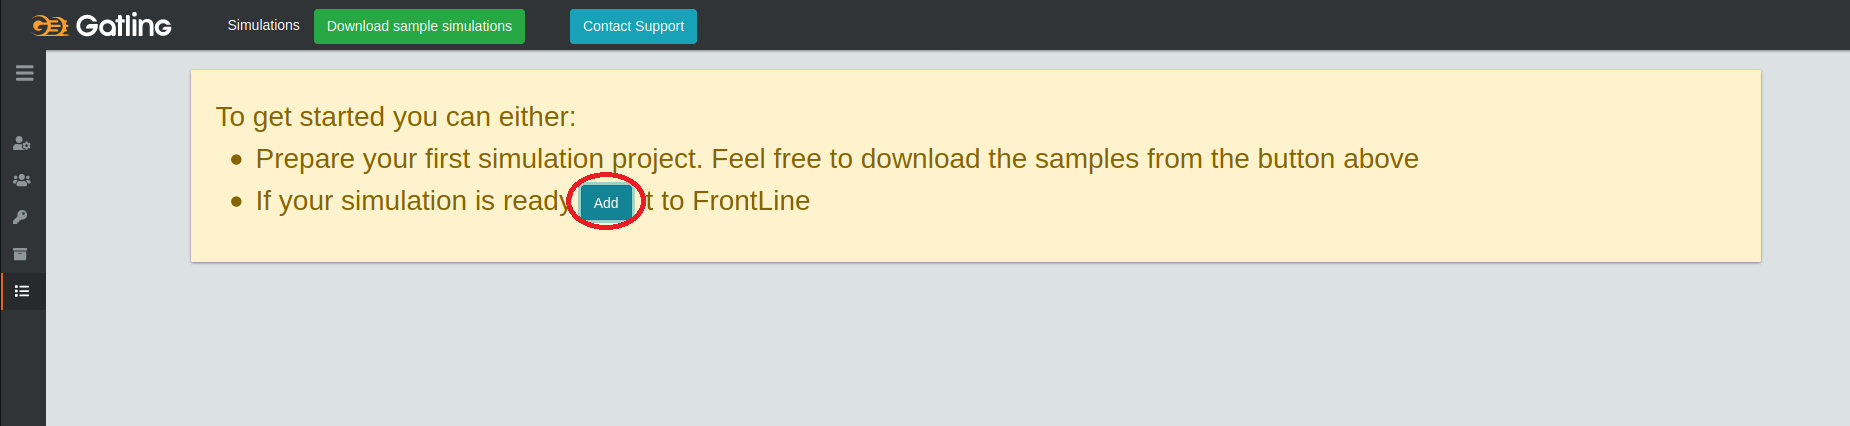 Gatling Simulations Download sample simulations Contact Support
To get started you can either:
Prepare your first simulation project. Feel free to download the samples from the button above
If your simulation is ready Add t to FrontLine